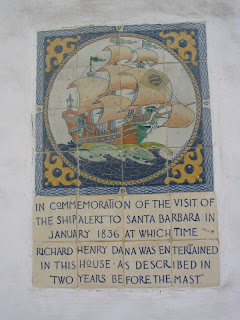 IN COMMEMORATION OF THE VISIT OF
THE SHIP ALERT TO SANTA BARBARA IN
JANUARY 1836 AT WHICH TIME
RICHARD HENRY DANA WAS ENTERTAINED
IN THIS HOUSE · AS DESCRIBED IN
"TWO YEARS BEFORE THE MAST"